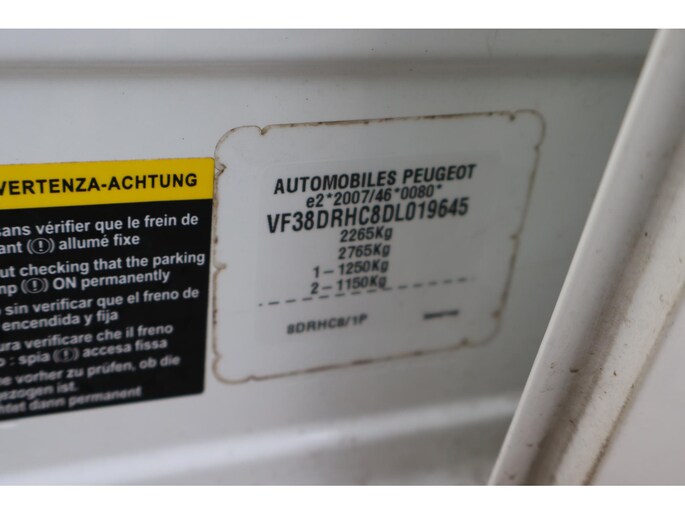 VERTENZA-ACHTUNG
sans vérifier que le frein de
ant (!) allumé fixe
ut checking that the parking
mp (!) ON permanently
o sin verificar que el freno de
encendida y fija
ura verificare che il freno
o : spia (!) accesa fissa
ne vorher zu prüfen, ob die
gezogen ist.
htet dann permanent
AUTOMOBILES PEUGEOT
e2*2007/46*0080*
VF38DRHC8DL019645
2265Kg
2765Kg
1-1250Kg
2-1150Kg
8DRHC8/1P